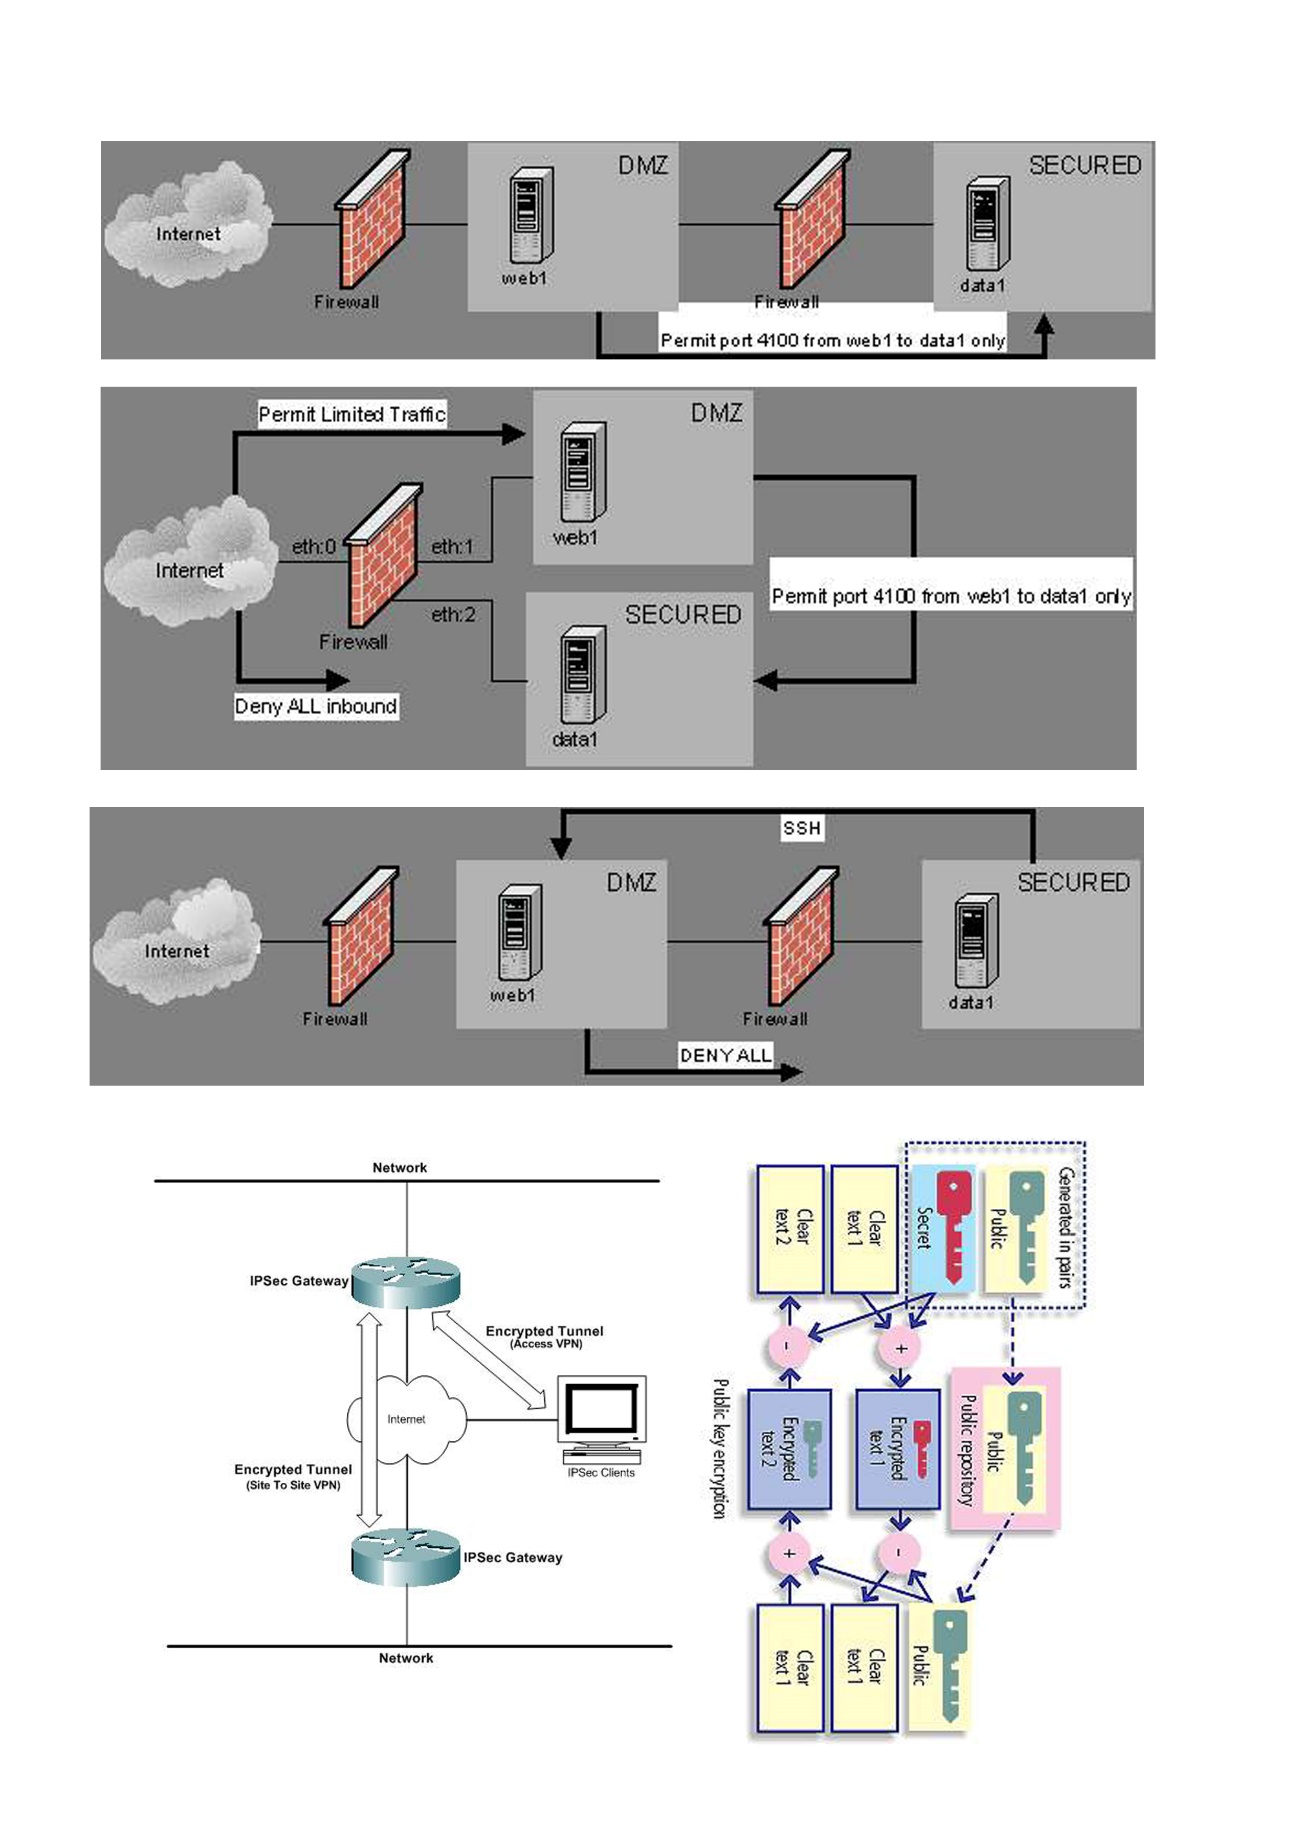 DMZ
SECURED
Internet
web1
data1
Firewall
Firewall
Permit port 4100 from web1 to data1 only
Permit Limited Traffic
DMZ
web1
eth:0
eth:1
Internet
Permit port 4100 from web1 to data1 only
eth:2
SECURED
Firewall
Deny ALL inbound
data1
SSH
DMZ
SECURED
Internet
web1
data1
Firewall
Firewall
DENY ALL
Network
IPSec Gateway
Encrypted Tunnel
(Access VPN)
Internet
Encrypted Tunnel
(Site To Site VPN)
IPSec Clients
IPSec Gateway
Network
Generated in pairs
Public
Secret
Clear
text 1
Clear
text 2
+
-
Public
Public repository
Encrypted
text 1
Encrypted
text 2
Public key encryption
-
+
Public
Clear
text 1
Clear
text 1